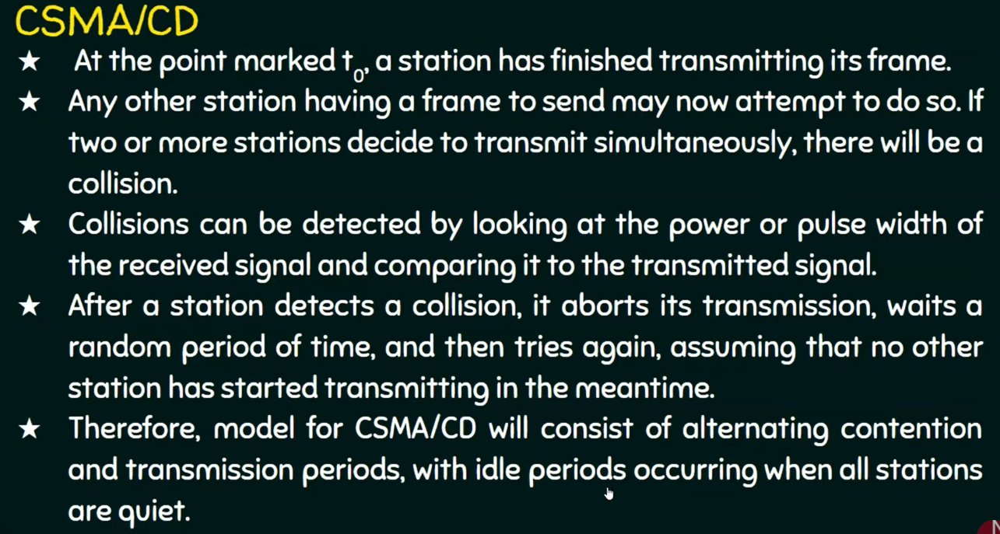 CSMA/CD
★ At the point marked t₀, a station has finished transmitting its frame.
★ Any other station having a frame to send may now attempt to do so. If
two or more stations decide to transmit simultaneously, there will be a
collision.
★ Collisions can be detected by looking at the power or pulse width of
the received signal and comparing it to the transmitted signal.
★ After a station detects a collision, it aborts its transmission, waits a
random period of time, and then tries again, assuming that no other
station has started transmitting in the meantime.
★ Therefore, model for CSMA/CD will consist of alternating contention
and transmission periods, with idle periods occurring when all stations
are quiet.